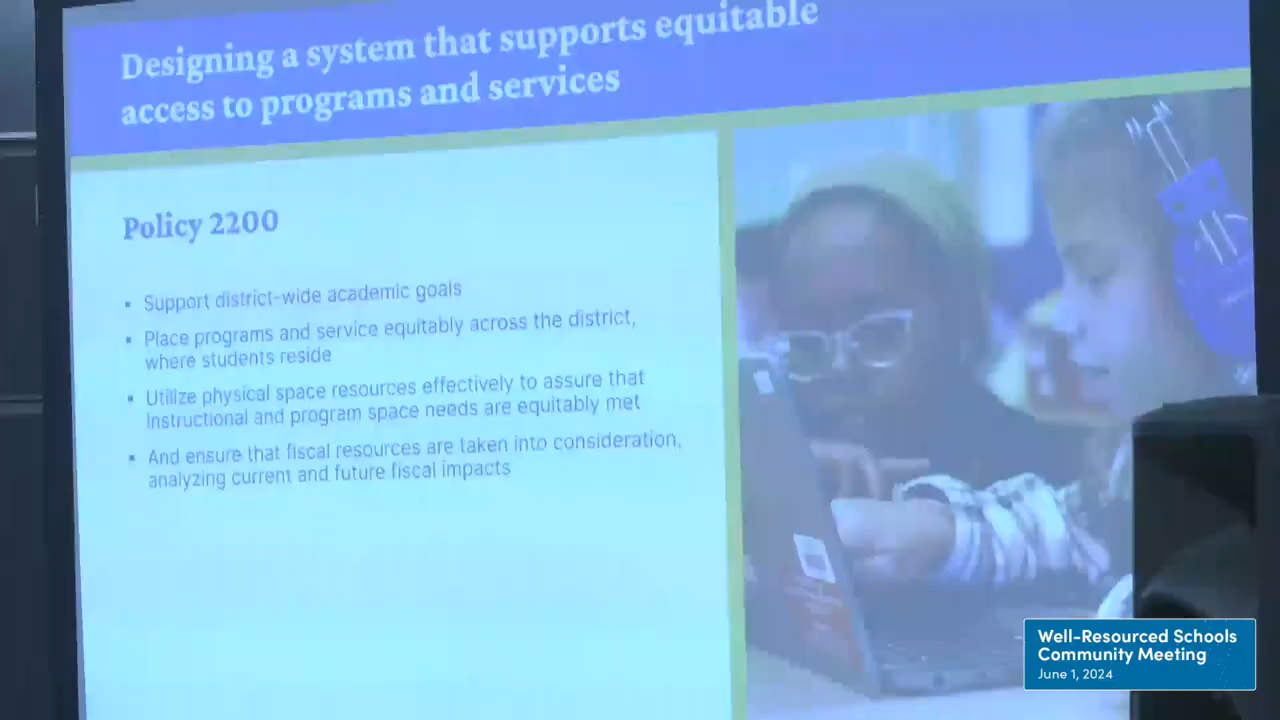 Designing a system that supports equitable
access to programs and services
Policy 2200
▪ Support district-wide academic goals
▪ Place programs and service equitably across the district,
where students reside
▪ Utilize physical space resources effectively to assure that
instructional and program space needs are equitably met
▪ And ensure that fiscal resources are taken into consideration,
analyzing current and future fiscal impacts
Well-Resourced Schools
Community Meeting
June 1, 2024